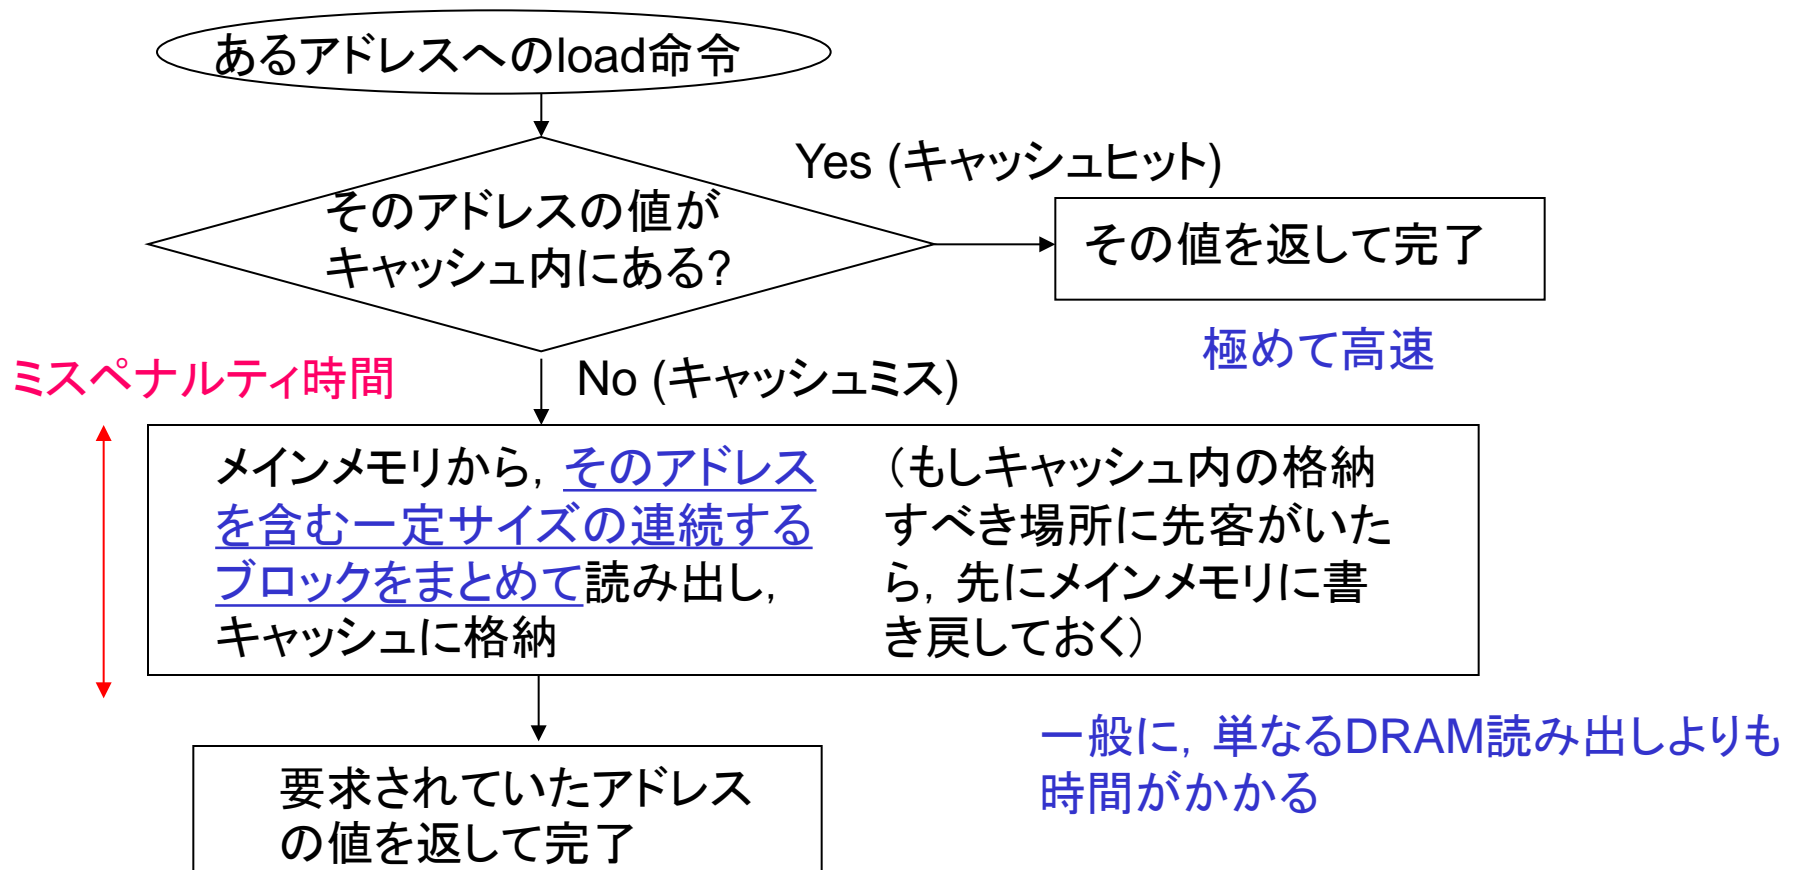 あるアドレスへのload命令
Yes (キャッシュヒット)
そのアドレスの値が
キャッシュ内にある?
その値を返して完了
極めて高速
ミスペナルティ時間
No (キャッシュミス)
メインメモリから，そのアドレス
を含む一定サイズの連続する
ブロックをまとめて読み出し，
キャッシュに格納
（もしキャッシュ内の格納
すべき場所に先客がいた
ら，先にメインメモリに書
き戻しておく）
一般に，単なるDRAM読み出しよりも
時間がかかる
要求されていたアドレス
の値を返して完了